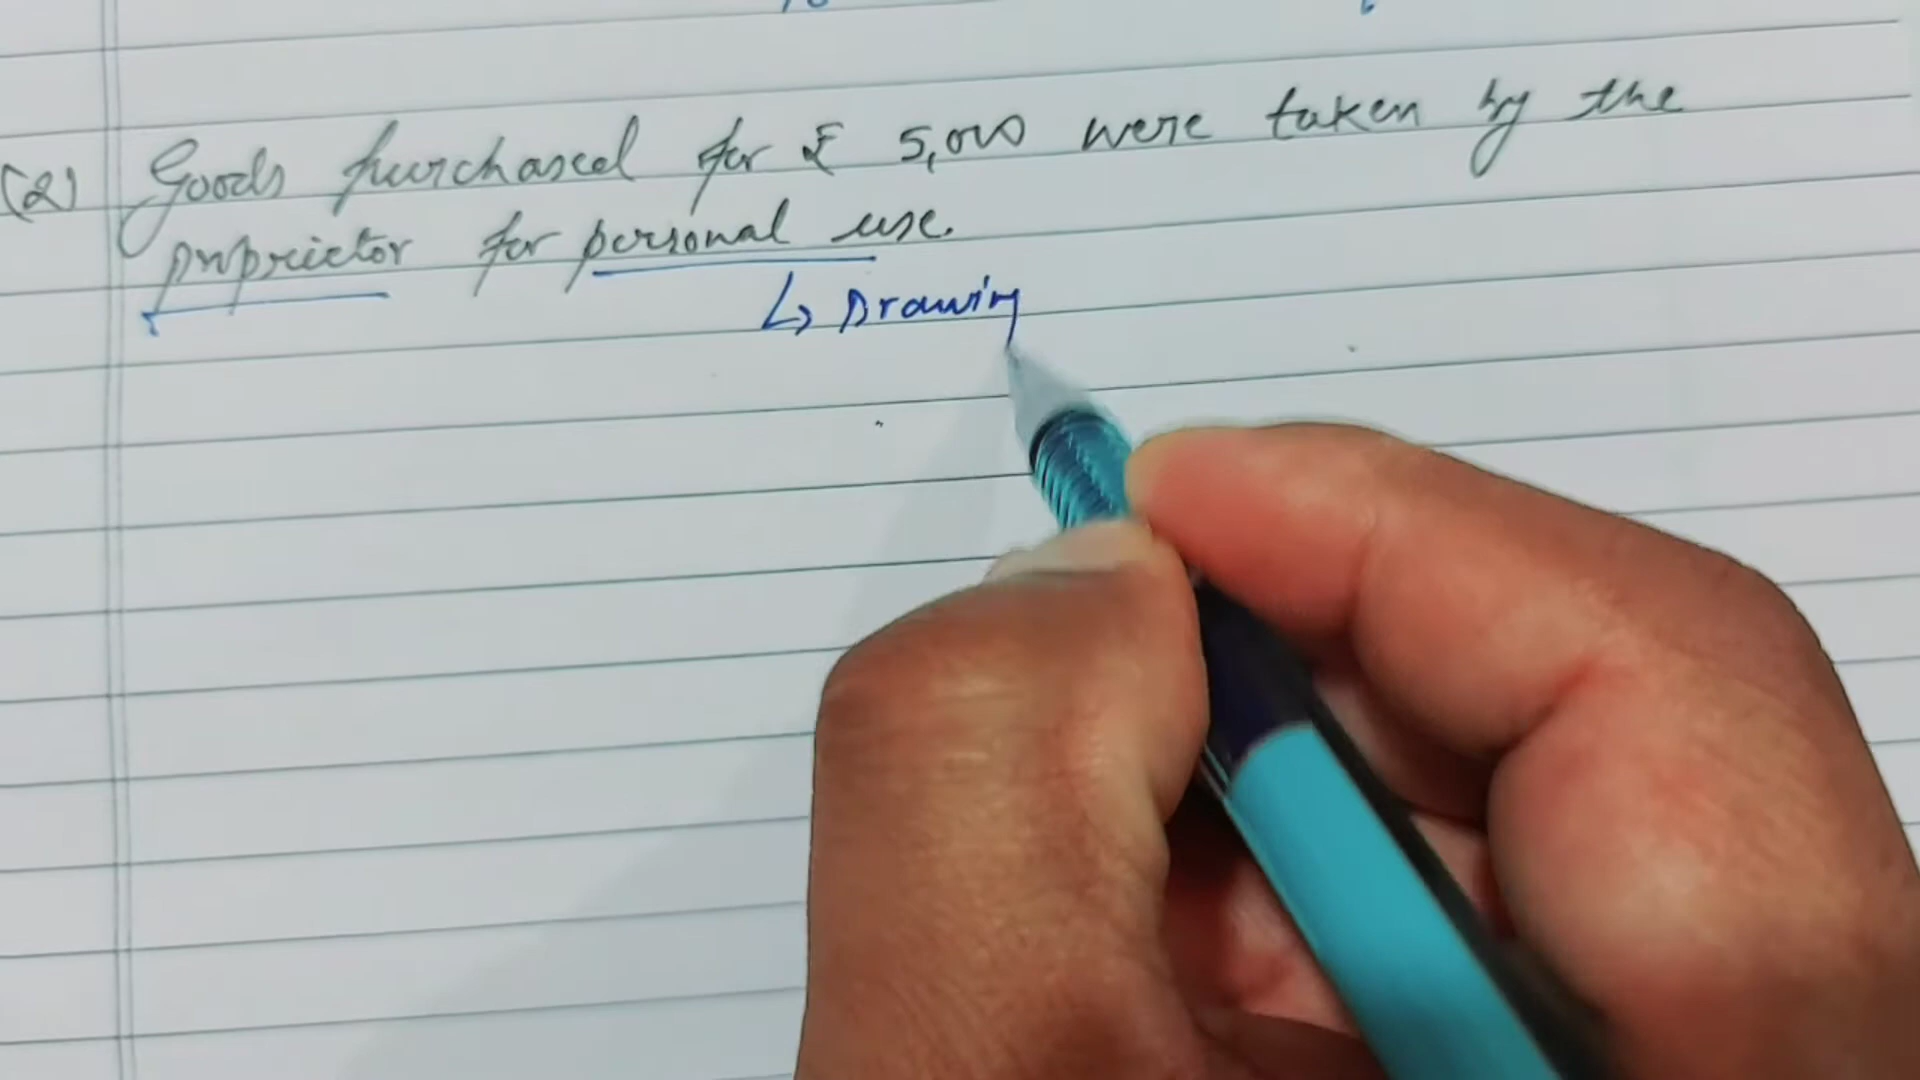 (2) Goods purchased for ₹ 5,000 were taken by the
proprietor for personal use.
↳ Drawing